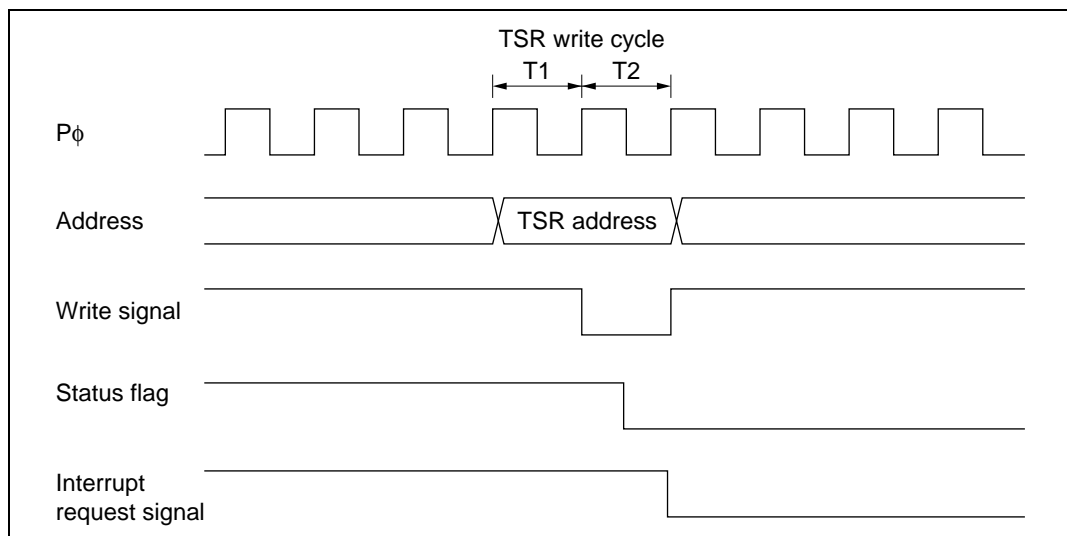 TSR write cycle
T1 T2
Pϕ
Address
TSR address
Write signal
Status flag
Interrupt
request signal